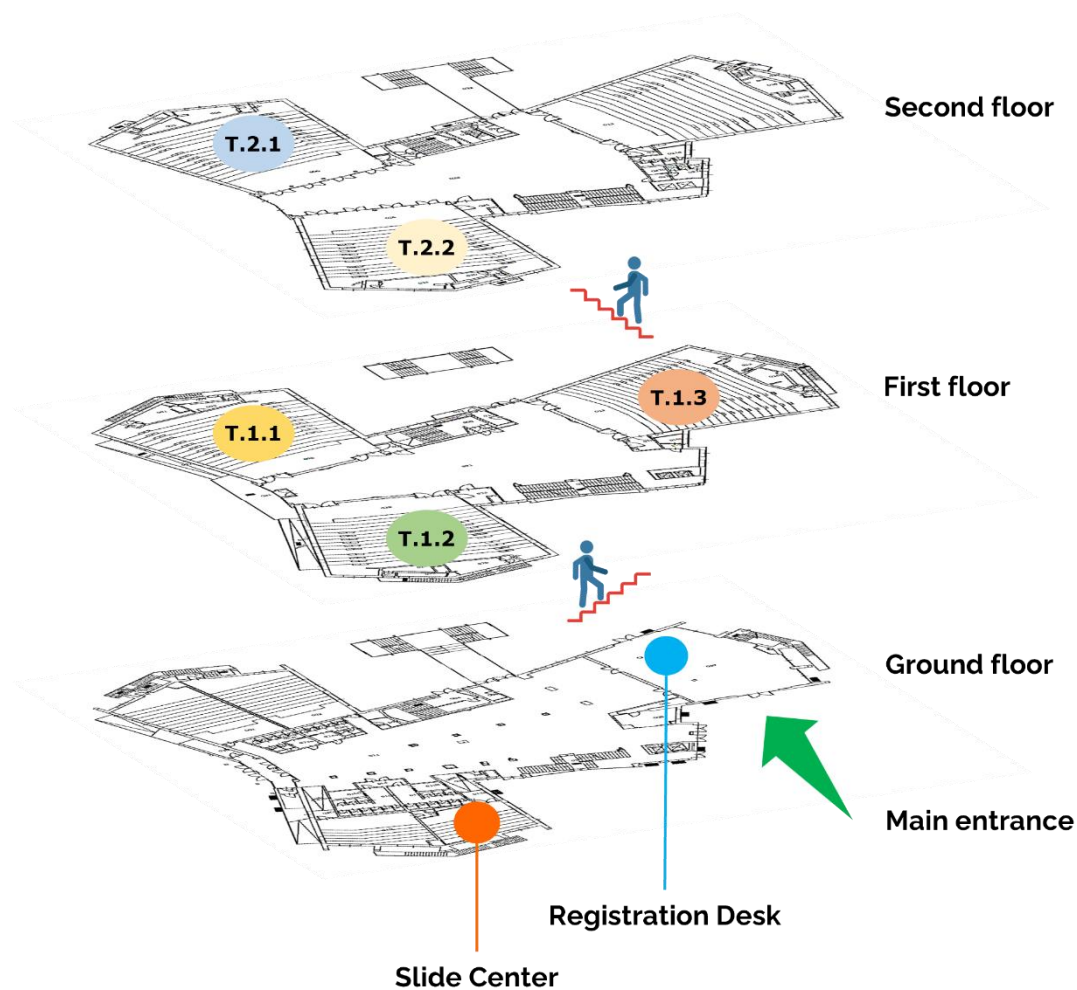 Second floor
T.2.1
T.2.2
First floor
T.1.3
T.1.1
T.1.2
Ground floor
Main entrance
Registration Desk
Slide Center